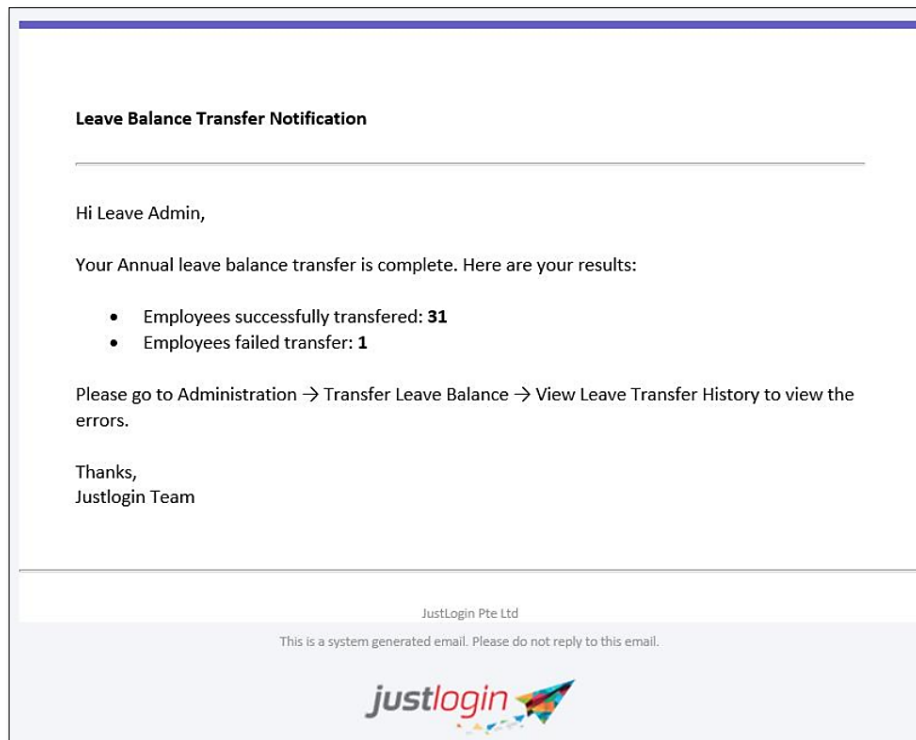 Leave Balance Transfer Notification
Hi Leave Admin,
Your Annual leave balance transfer is complete. Here are your results:
• Employees successfully transfered: 31
• Employees failed transfer: 1
Please go to Administration → Transfer Leave Balance → View Leave Transfer History to view the
errors.
Thanks,
Justlogin Team
JustLogin Pte Ltd
This is a system generated email. Please do not reply to this email.
justlogin